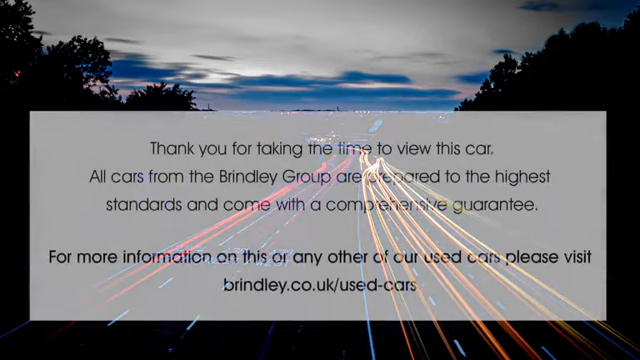 Thank you for taking the time to view this car.
All cars from the Brindley Group are prepared to the highest
standards and come with a comprehensive guarantee.
For more information on this or any other of our used cars please visit
brindley.co.uk/used-cars